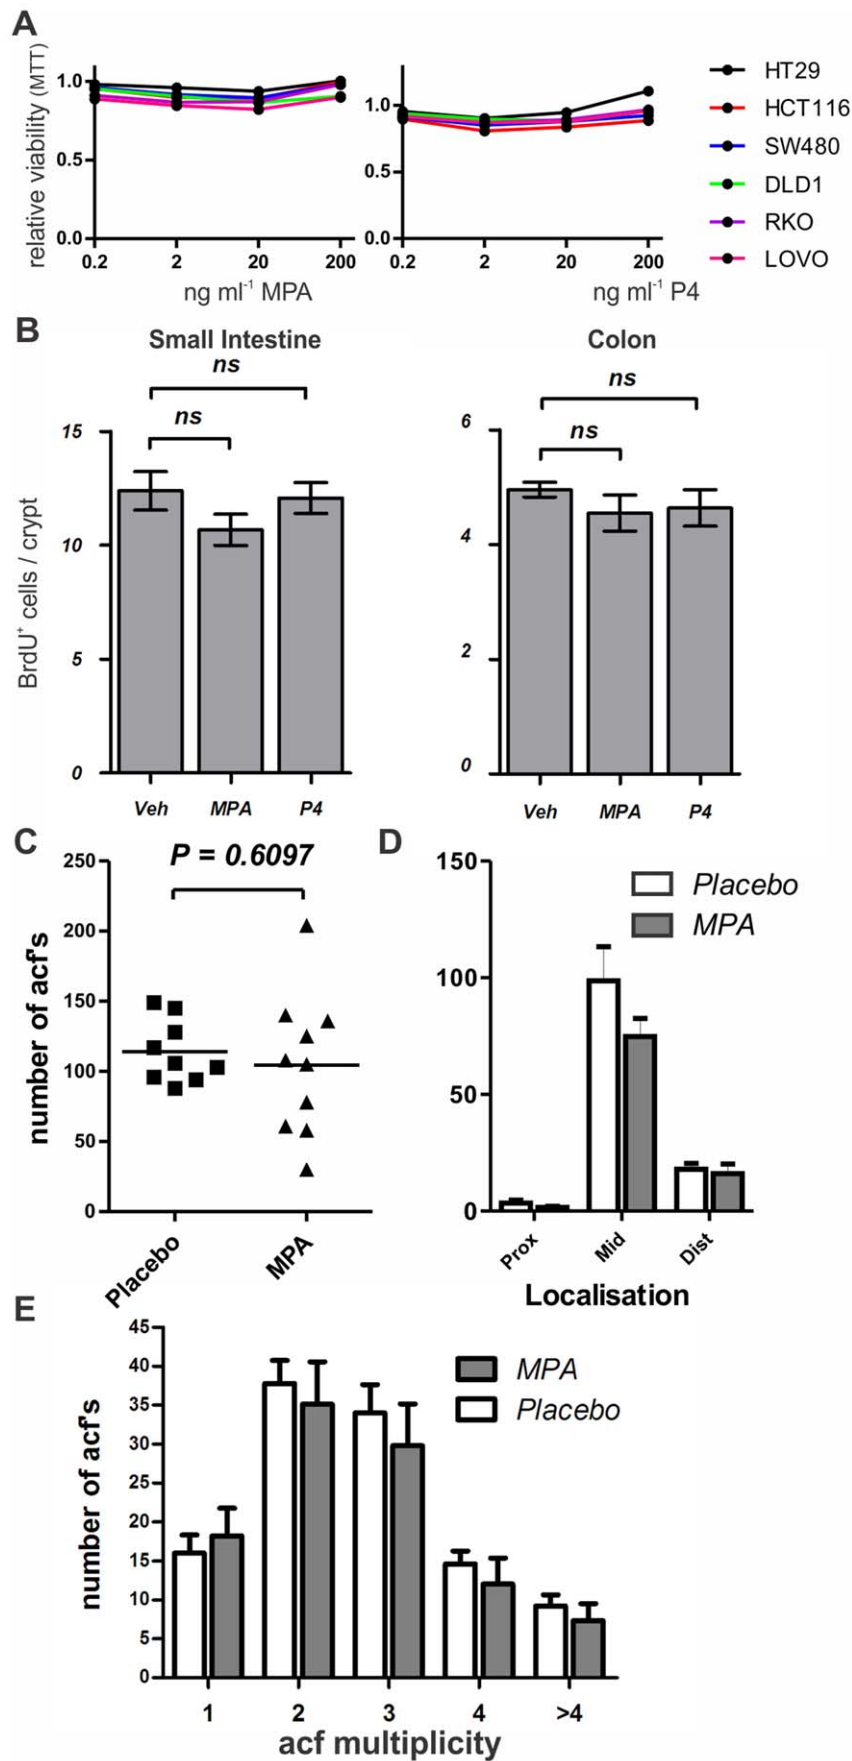 A
relative viability (MTT)
1.0
0.5
0.0
0.2 2 20 200
ng ml-1 MPA
1.0
0.5
0.0
0.2 2 20 200
ng ml-1 P4
HT29
HCT116
SW480
DLD1
RKO
LOVO
B
Small Intestine
ns
ns
BrdU+ cells / crypt
15
10
5
0
Veh MPA P4
Colon
ns
ns
6
4
2
0
Veh MPA P4
C
P = 0.6097
number of acf's
250
200
150
100
50
0
Placebo MPA
D
150
100
50
0
Placebo
MPA
Prox Mid Dist
Localisation
E
number of acf's
45
40
35
30
25
20
15
10
5
0
MPA
Placebo
1 2 3 4 >4
acf multiplicity